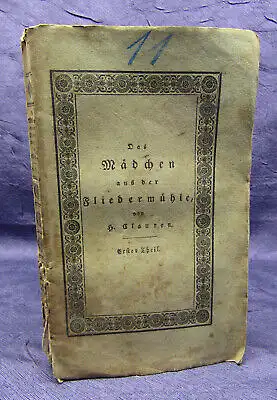 11
Das
Mädchen
aus der
Fliedermühle,
von
H. Clauren.
Erster Theil.